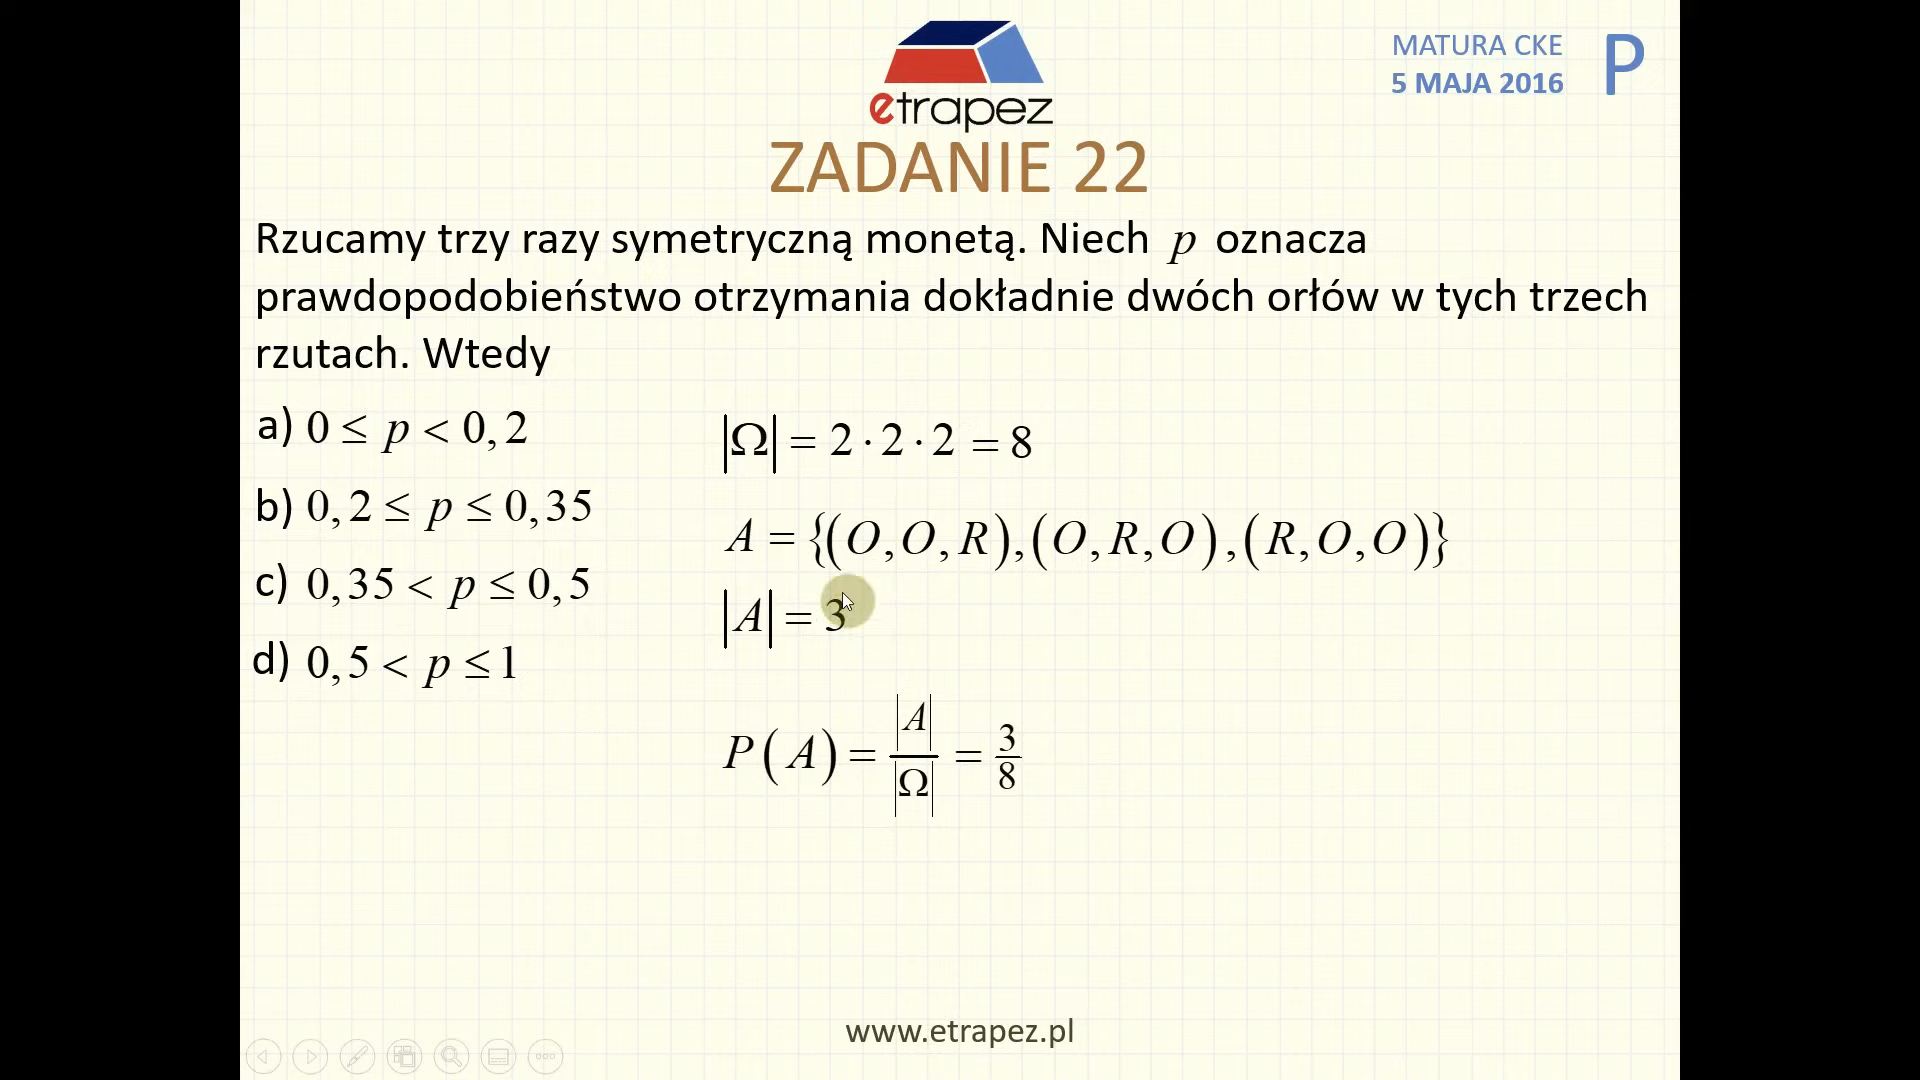 etrapez
MATURA CKE
5 MAJA 2016
P
ZADANIE 22
Rzucamy trzy razy symetryczną monetą. Niech p oznacza
prawdopodobieństwo otrzymania dokładnie dwóch orłów w tych trzech
rzutach. Wtedy
a) 0 ≤ p < 0,2
b) 0,2 ≤ p ≤ 0,35
c) 0,35 < p ≤ 0,5
d) 0,5 < p ≤ 1
|Ω| = 2·2·2 = 8
A = {(O,O,R),(O,R,O),(R,O,O)}
|A| = 3
P(A) = |A|/|Ω| = 3/8
www.etrapez.pl